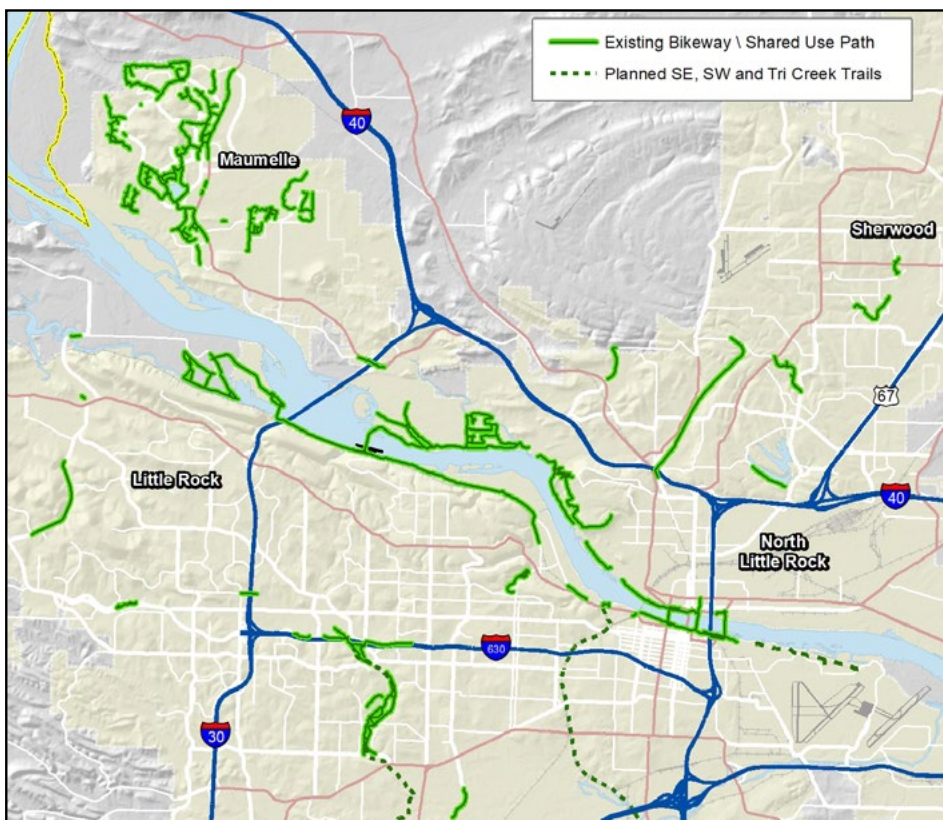 Existing Bikeway \ Shared Use Path
Planned SE, SW and Tri Creek Trails
40
Maumelle
Sherwood
67
Little Rock
40
North
Little Rock
630
30